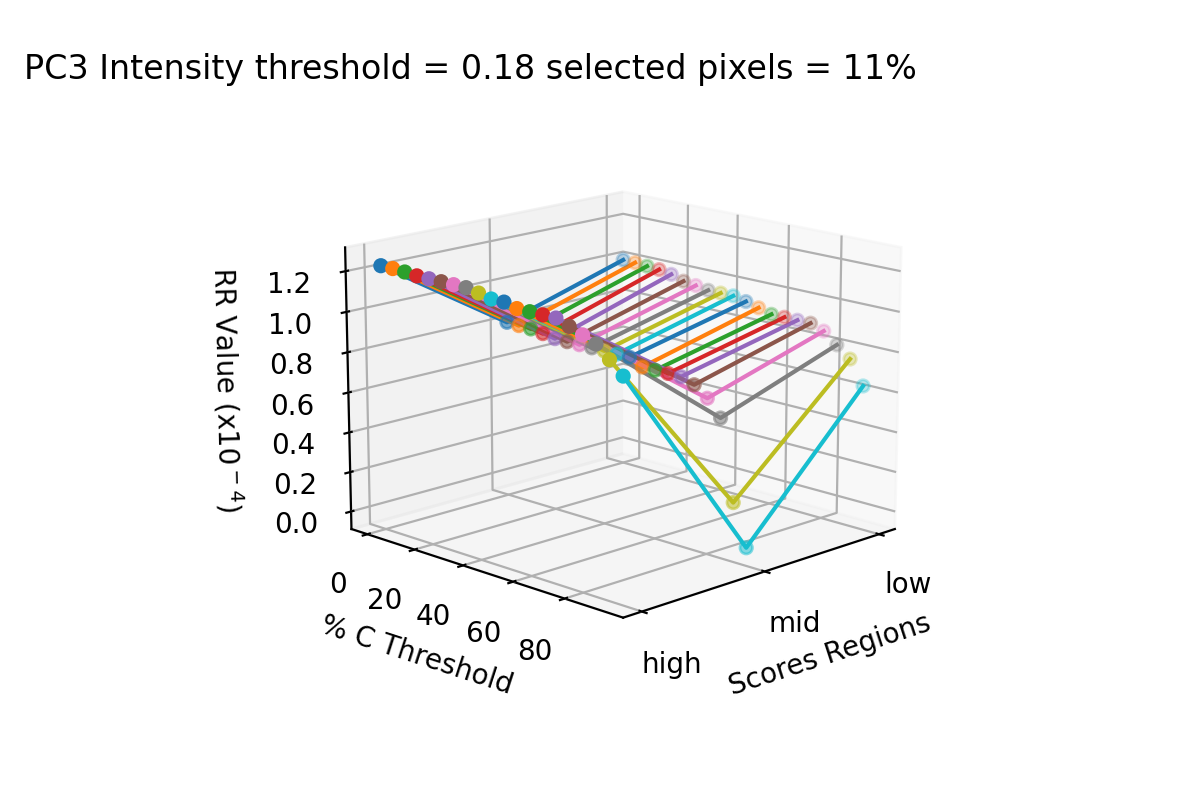 PC3 Intensity threshold = 0.18 selected pixels = 11%
RR Value (x10⁻⁴)
1.2
1.0
0.8
0.6
0.4
0.2
0.0
0
20
40
60
80
% C Threshold
high
mid
low
Scores Regions